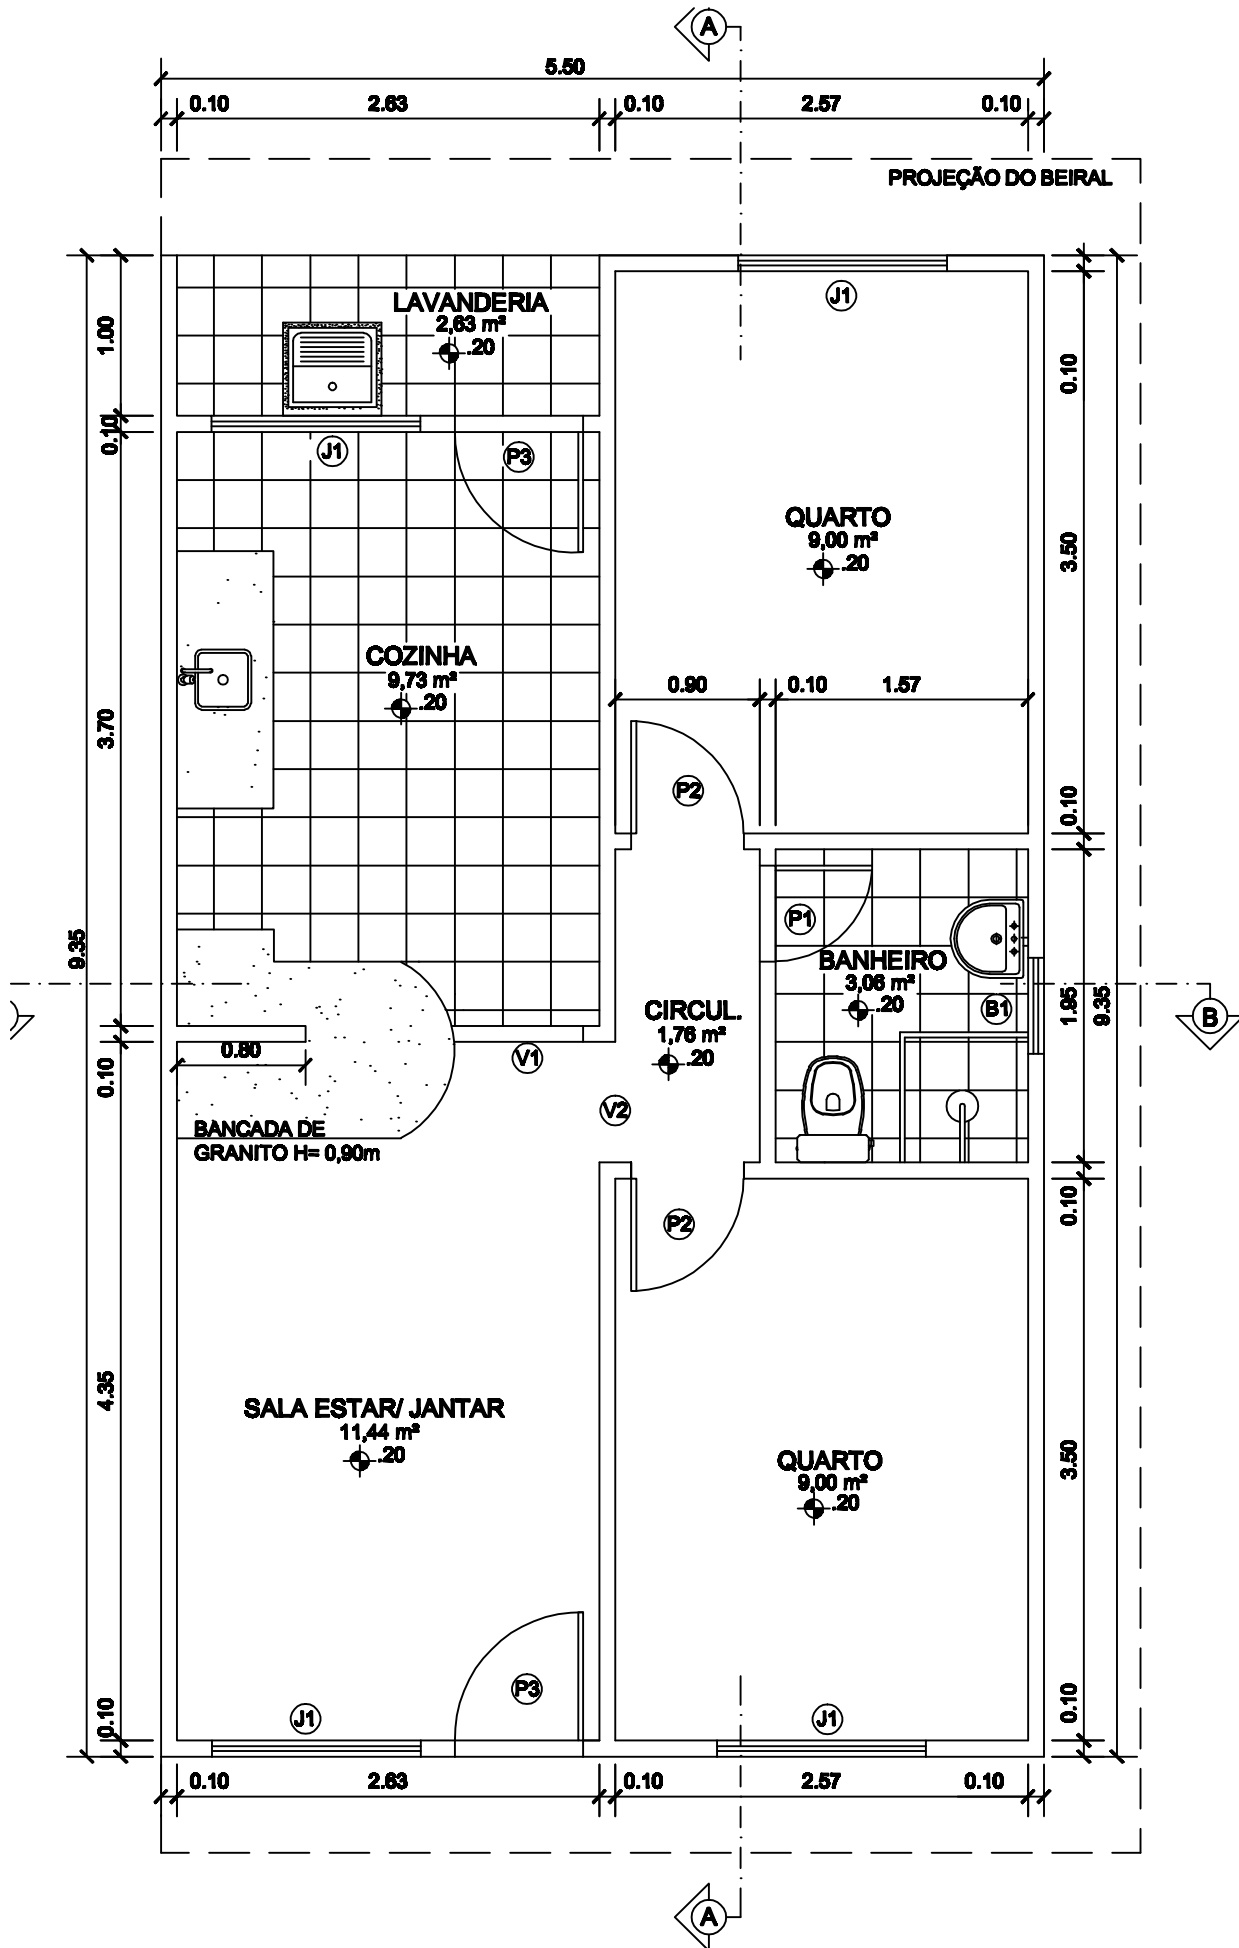 A
5.50
0.10 2.63 0.10 2.57 0.10
PROJEÇÃO DO BEIRAL
1.00
0.10
3.70
9.35
0.10
4.35
0.10
LAVANDERIA
2,63 m²
.20
J1
P3
J1
QUARTO
9,00 m²
.20
COZINHA
9,73 m²
.20
0.90 0.10 1.57
P2
P1
BANHEIRO
3,06 m²
.20
B1
CIRCUL.
1,76 m²
.20
0.80
V1
V2
BANCADA DE
GRANITO H= 0,90m
P2
SALA ESTAR/ JANTAR
11,44 m²
.20
QUARTO
9,00 m²
.20
P3
J1
J1
0.10
3.50
0.10
1.95
9.35
B
0.10
3.50
0.10
0.10 2.63 0.10 2.57 0.10
A